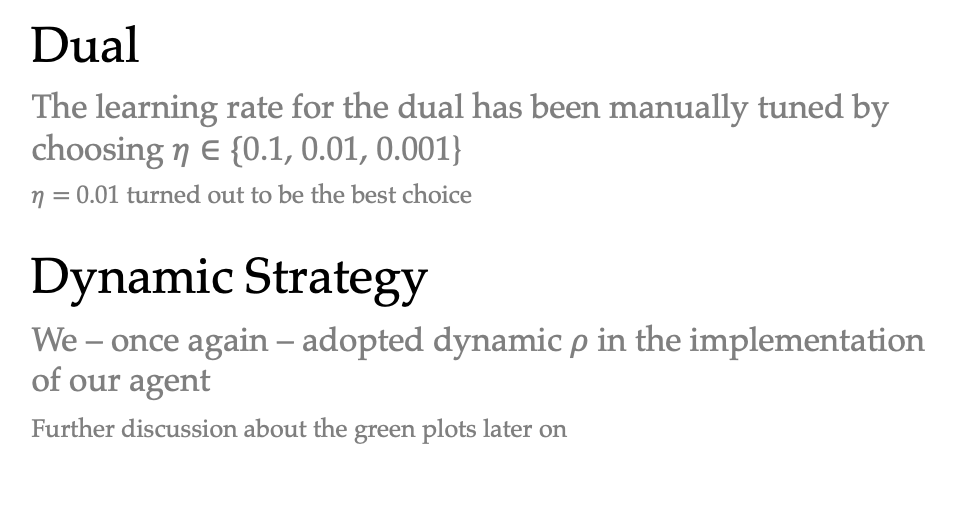 Dual
The learning rate for the dual has been manually tuned by
choosing η ∈ {0.1, 0.01, 0.001}
η = 0.01 turned out to be the best choice
Dynamic Strategy
We – once again – adopted dynamic ρ in the implementation
of our agent
Further discussion about the green plots later on